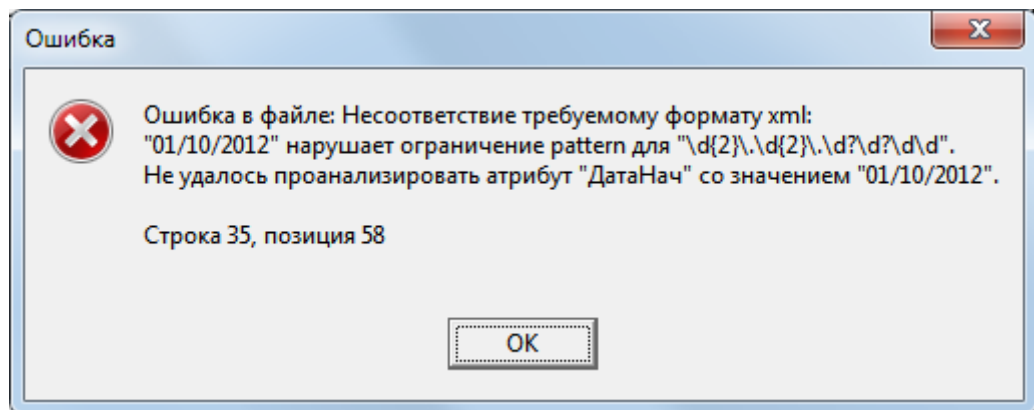 Ошибка
Ошибка в файле: Несоответствие требуемому формату xml:
"01/10/2012" нарушает ограничение pattern для "\d{2}\.\d{2}\.\d?\d?\d\d".
Не удалось проанализировать атрибут "ДатаНач" со значением "01/10/2012".
Строка 35, позиция 58
OK